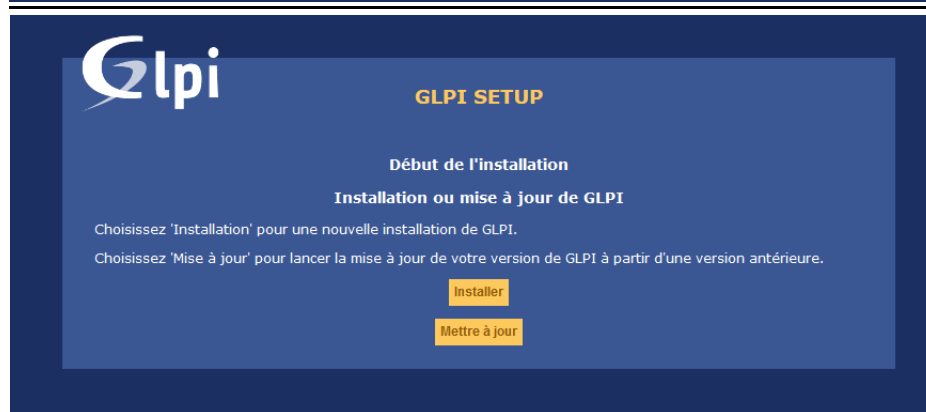 Glpi
GLPI SETUP
Début de l'installation
Installation ou mise à jour de GLPI
Choisissez 'Installation' pour une nouvelle installation de GLPI.
Choisissez 'Mise à jour' pour lancer la mise à jour de votre version de GLPI à partir d'une version antérieure.
Installer
Mettre à jour